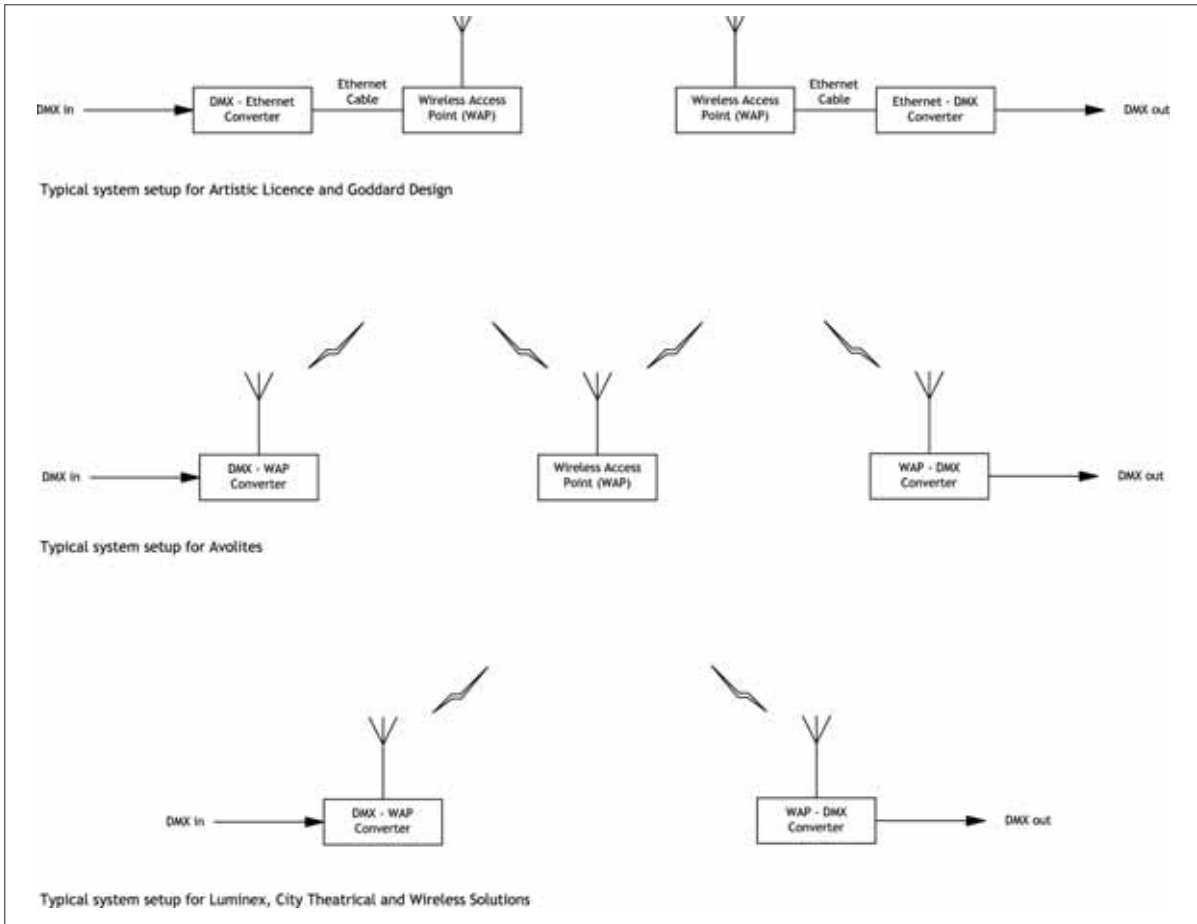 Ethernet
Cable
Ethernet
Cable
DMX in
DMX - Ethernet
Converter
Wireless Access
Point (WAP)
Wireless Access
Point (WAP)
Ethernet - DMX
Converter
DMX out
Typical system setup for Artistic Licence and Goddard Design
DMX in
DMX - WAP
Converter
Wireless Access
Point (WAP)
WAP - DMX
Converter
DMX out
Typical system setup for Avolites
DMX in
DMX - WAP
Converter
WAP - DMX
Converter
DMX out
Typical system setup for Luminex, City Theatrical and Wireless Solutions